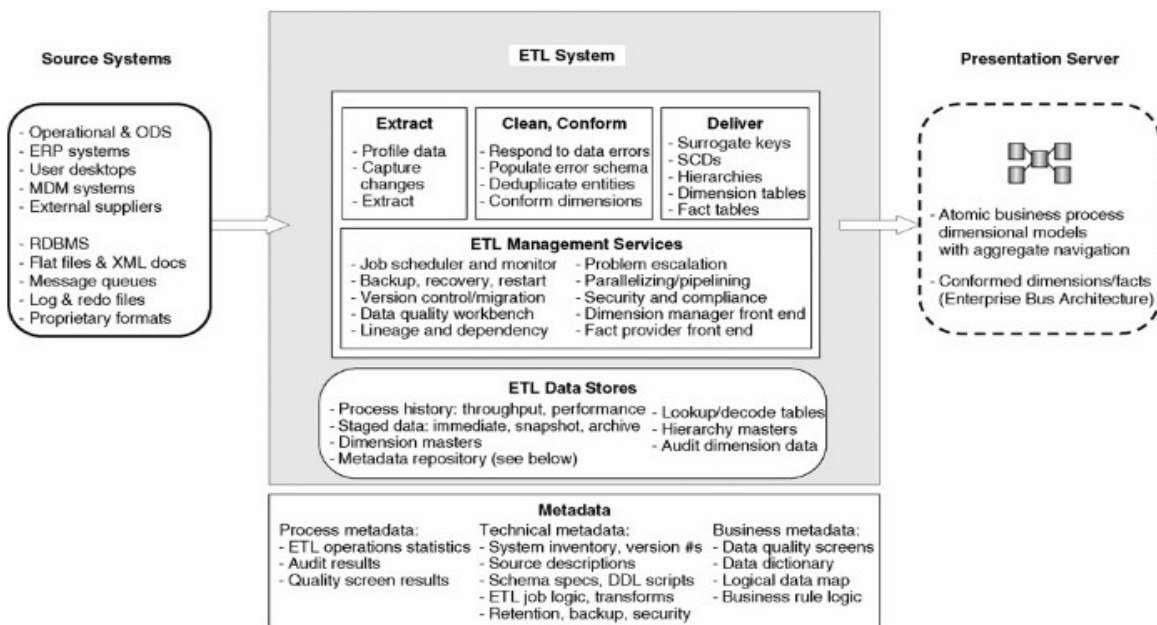 Source Systems
- Operational & ODS
- ERP systems
- User desktops
- MDM systems
- External suppliers
- RDBMS
- Flat files & XML docs
- Message queues
- Log & redo files
- Proprietary formats
ETL System
Extract
- Profile data
- Capture
changes
- Extract
Clean, Conform
- Respond to data errors
- Populate error schema
- Deduplicate entities
- Conform dimensions
Deliver
- Surrogate keys
- SCDs
- Hierarchies
- Dimension tables
- Fact tables
ETL Management Services
- Job scheduler and monitor
- Backup, recovery, restart
- Version control/migration
- Data quality workbench
- Lineage and dependency
- Problem escalation
- Parallelizing/pipelining
- Security and compliance
- Dimension manager front end
- Fact provider front end
ETL Data Stores
- Process history: throughput, performance
- Staged data: immediate, snapshot, archive
- Dimension masters
- Metadata repository (see below)
- Lookup/decode tables
- Hierarchy masters
- Audit dimension data
Metadata
Process metadata:
- ETL operations statistics
- Audit results
- Quality screen results
Technical metadata:
- System inventory, version #s
- Source descriptions
- Schema specs, DDL scripts
- ETL job logic, transforms
- Retention, backup, security
Business metadata:
- Data quality screens
- Data dictionary
- Logical data map
- Business rule logic
Presentation Server
- Atomic business process
dimensional models
with aggregate navigation
- Conformed dimensions/facts
(Enterprise Bus Architecture)